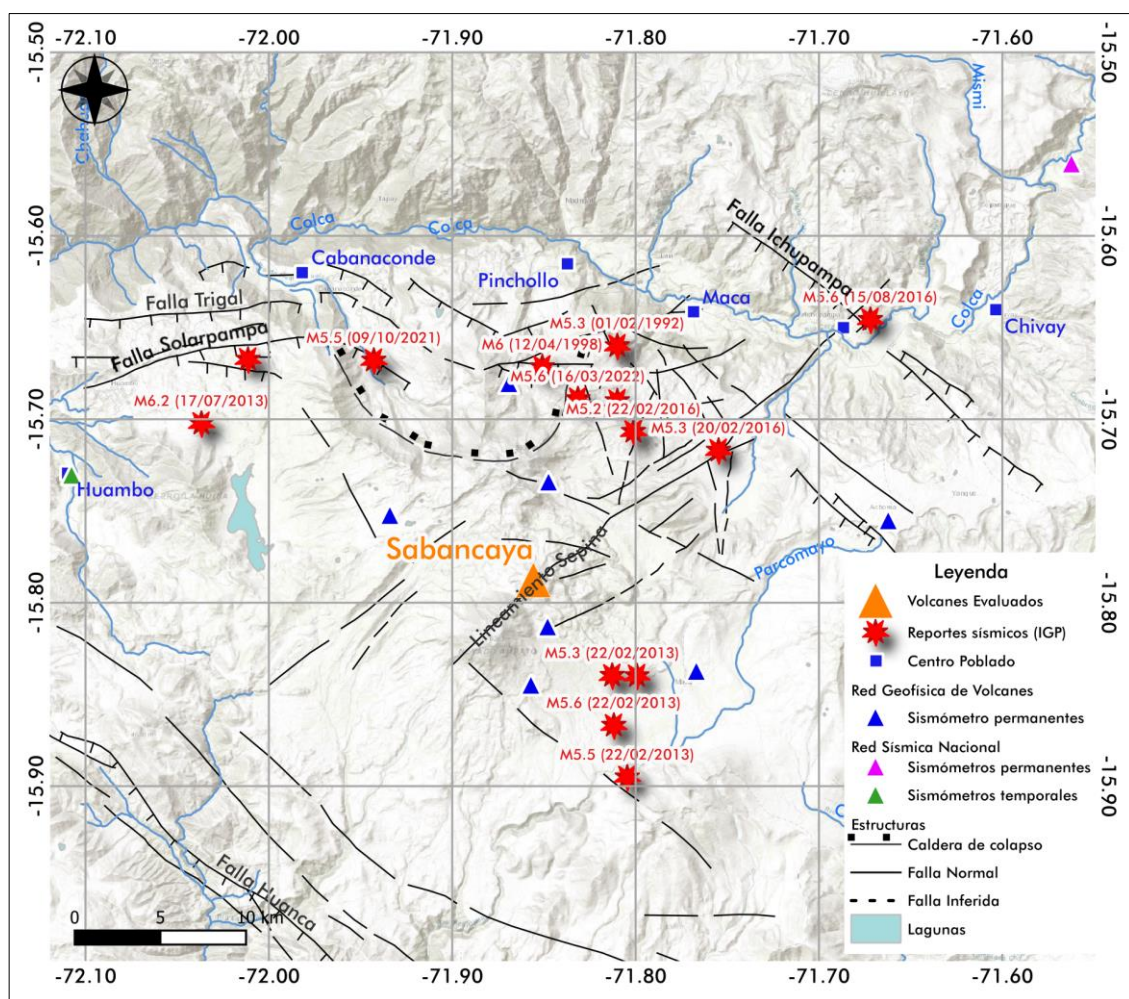 -72.10 -72.00 -71.90 -71.80 -71.70 -71.60
-15.50
-15.50
Mismi
Colca
Colca
-15.60
-15.60
Falla Ichupampa
Cabanaconde
Pinchollo
Falla Trigal
Maca
M5.6 (15/08/2016)
Colca
Chivay
M5.3 (01/02/1992)
Falla Solarpampa
M5.5 (09/10/2021)
M6 (12/04/1998)
M5.6 (16/03/2022)
M6.2 (17/07/2013)
M5.2 (22/02/2016)
-15.70
-15.70
M5.3 (20/02/2016)
Huambo
Sabancaya
Parcomayo
Lineamiento Sepina
-15.80
-15.80
M5.3 (22/02/2013)
M5.6 (22/02/2013)
M5.5 (22/02/2013)
-15.90
-15.90
Falla Huanca
0 5 10 km
Leyenda
Volcanes Evaluados
Reportes sísmicos (IGP)
Centro Poblado
Red Geofísica de Volcanes
Sismómetro permanentes
Red Sísmica Nacional
Sismómetros permanentes
Sismómetros temporales
Estructuras
Caldera de colapso
Falla Normal
Falla Inferida
Lagunas
-72.10 -72.00 -71.90 -71.80 -71.70 -71.60